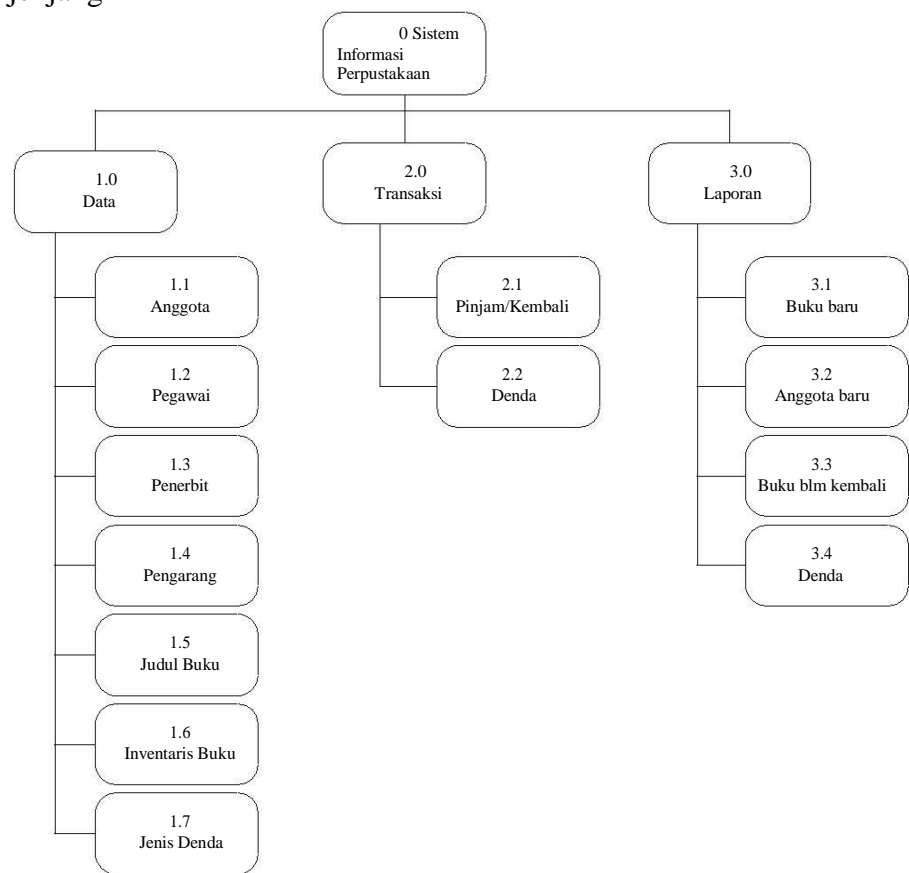 0 Sistem
Informasi
Perpustakaan
1.0
Data
2.0
Transaksi
3.0
Laporan
1.1
Anggota
1.2
Pegawai
1.3
Penerbit
1.4
Pengarang
1.5
Judul Buku
1.6
Inventaris Buku
1.7
Jenis Denda
2.1
Pinjam/Kembali
2.2
Denda
3.1
Buku baru
3.2
Anggota baru
3.3
Buku blm kembali
3.4
Denda